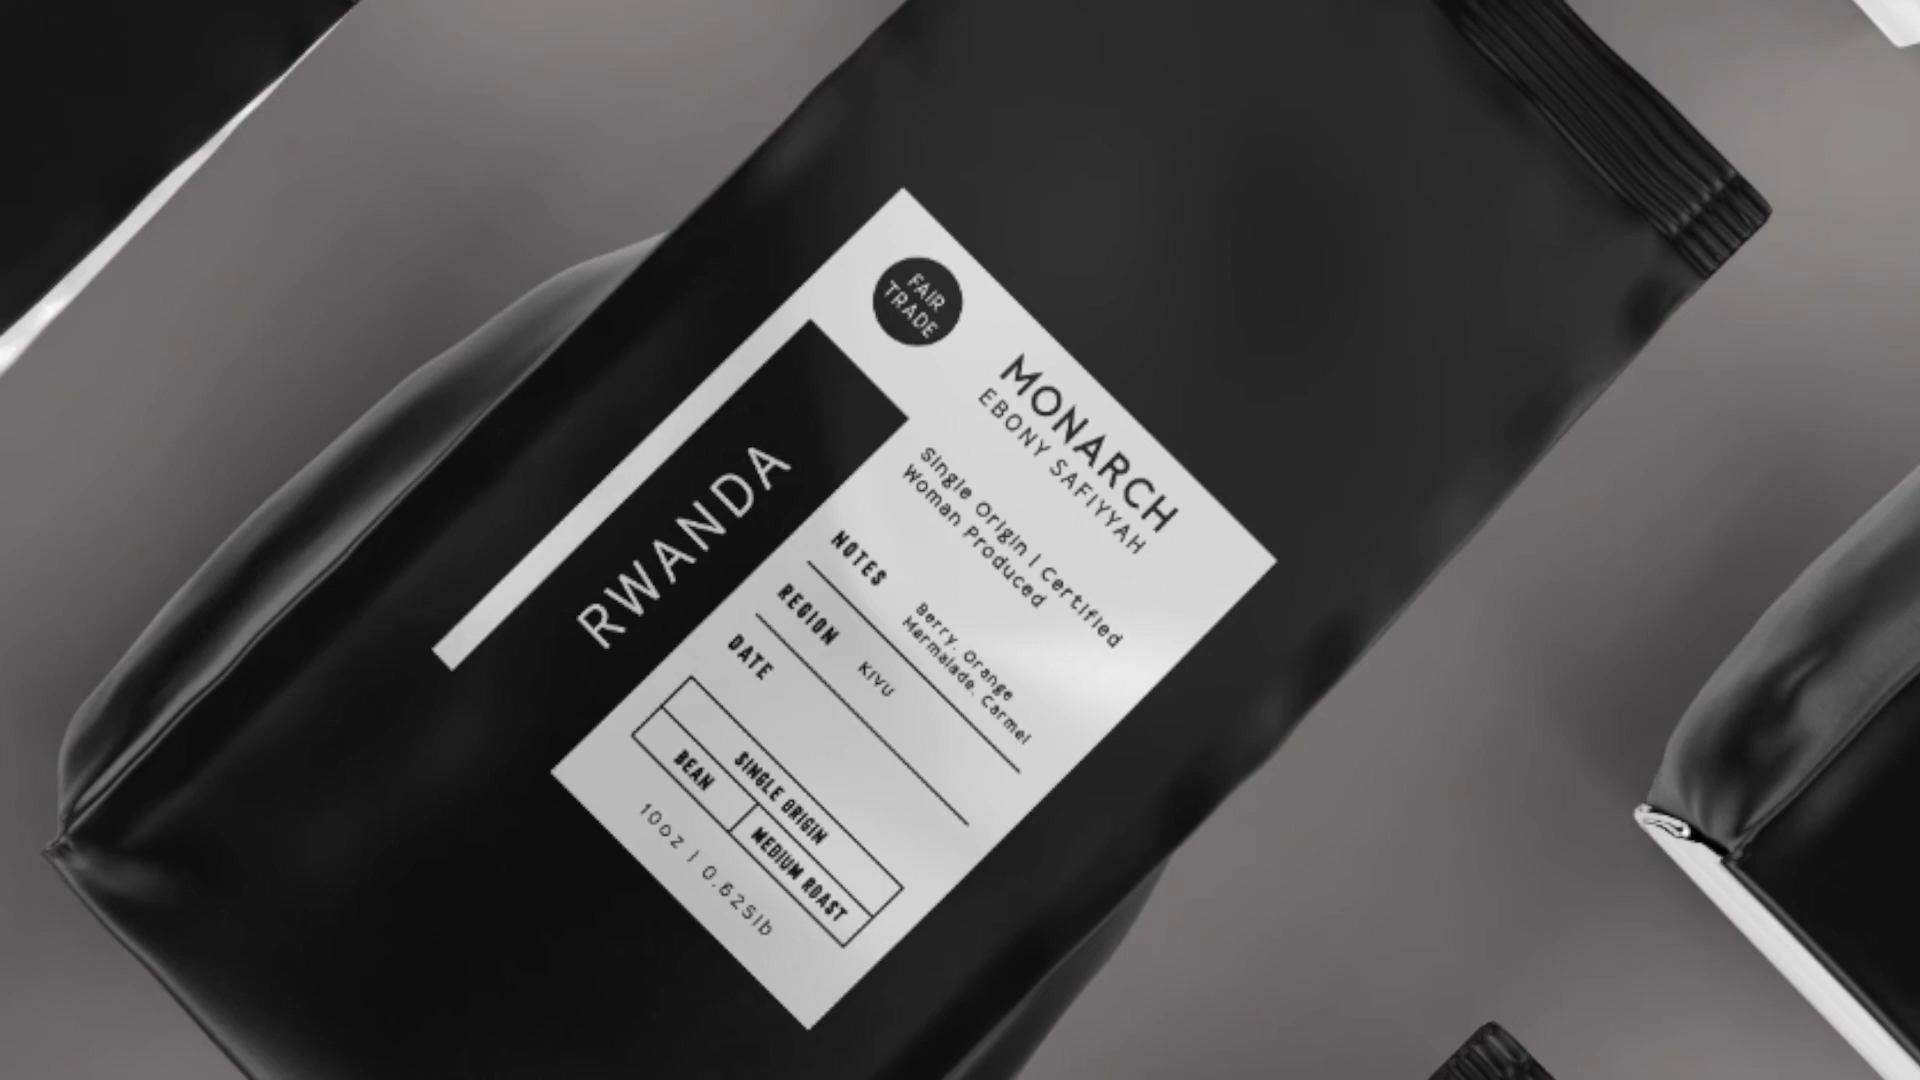 FAIR
TRADE
MONARCH
EBONY SAFIYYAH
RWANDA
Single Origin | Certified
Woman Produced
NOTES
Berry, Orange
Marmalade, Carmel
REGION
KIVU
DATE
SINGLE ORIGIN
BEAN
MEDIUM ROAST
10oz | 0.625lb